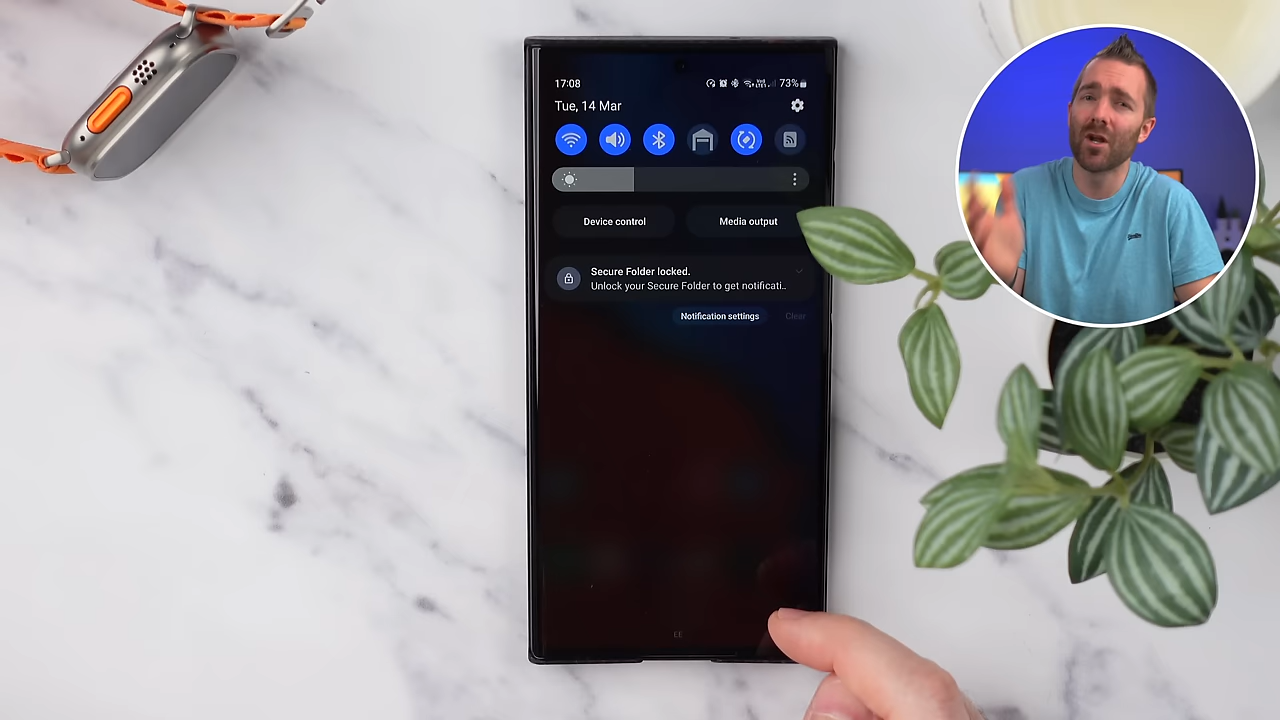 17:08
73%
Tue, 14 Mar
Device control
Media output
Secure Folder locked.
Unlock your Secure Folder to get notificati..
Notification settings
Clear
EE